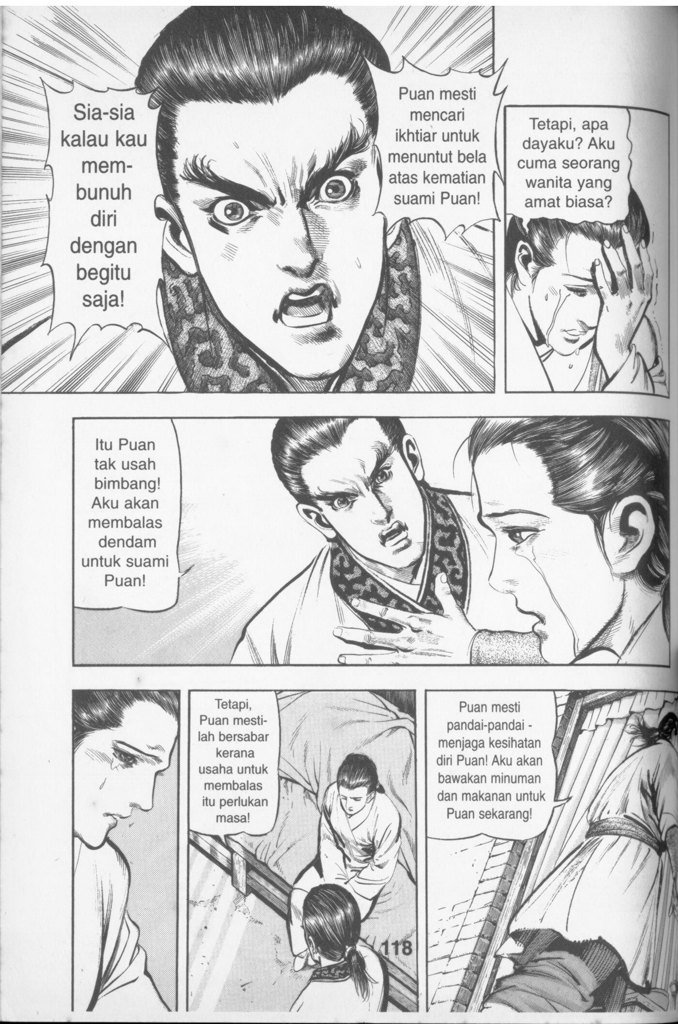 Sia-sia
kalau kau
mem-
bunuh
diri
dengan
begitu
saja!
Puan mesti
mencari
ikhtiar untuk
menuntut bela
atas kematian
suami Puan!
Tetapi, apa
dayaku? Aku
cuma seorang
wanita yang
amat biasa?
Itu Puan
tak usah
bimbang!
Aku akan
membalas
dendam
untuk suami
Puan!
Tetapi,
Puan mesti-
lah bersabar
kerana
usaha untuk
membalas
itu perlukan
masa!
Puan mesti
pandai-pandai -
menjaga kesihatan
diri Puan! Aku akan
bawakan minuman
dan makanan untuk
Puan sekarang!
118